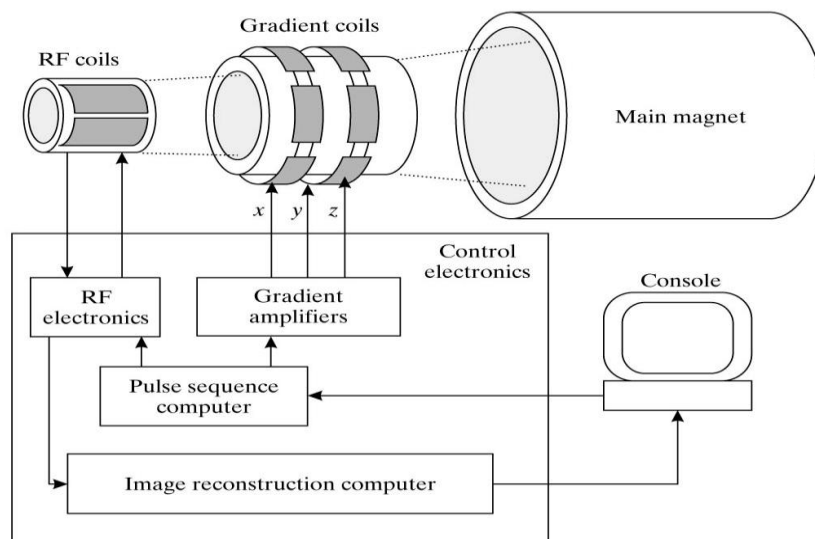 Gradient coils
RF coils
Main magnet
x
y
z
Control
electronics
RF
electronics
Gradient
amplifiers
Console
Pulse sequence
computer
Image reconstruction computer